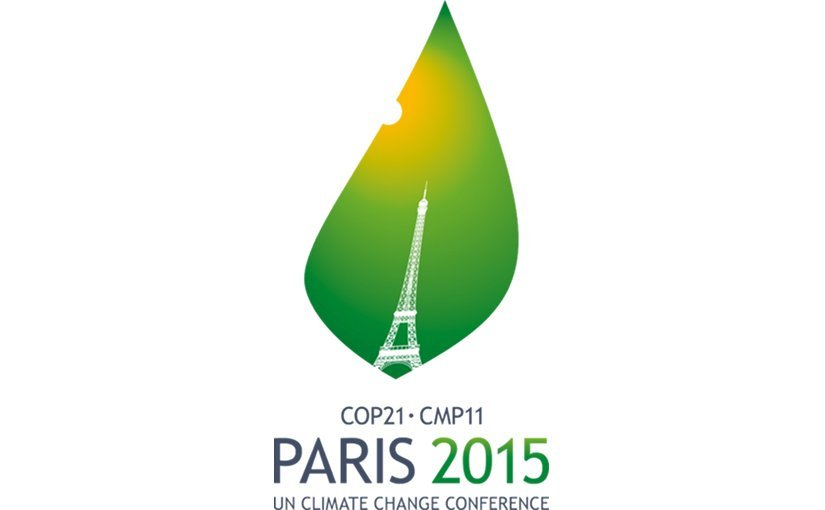 COP21 · CMP11
PARIS 2015
UN CLIMATE CHANGE CONFERENCE